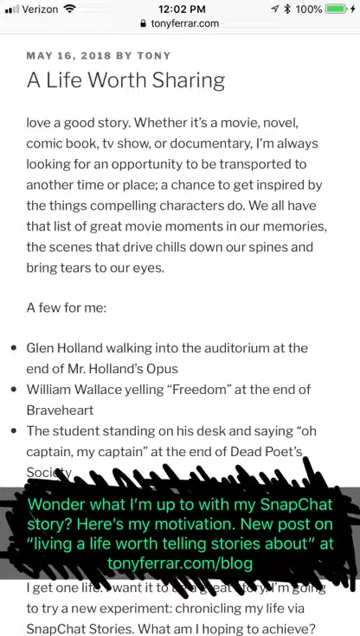 Verizon 12:02 PM 100%
tonyferrar.com
MAY 16, 2018 BY TONY
A Life Worth Sharing
love a good story. Whether it's a movie, novel,
comic book, tv show, or documentary, I'm always
looking for an opportunity to be transported to
another time or place; a chance to get inspired by
the things compelling characters do. We all have
that list of great movie moments in our memories,
the scenes that drive chills down our spines and
bring tears to our eyes.
A few for me:
• Glen Holland walking into the auditorium at the
end of Mr. Holland's Opus
• William Wallace yelling “Freedom” at the end of
Braveheart
• The student standing on his desk and saying “oh
captain, my captain” at the end of Dead Poet's
Society
Wonder what I'm up to with my SnapChat
story? Here's my motivation. New post on
“living a life worth telling stories about” at
tonyferrar.com/blog
I get one life. I want it to be a great story. I'm going
to try a new experiment: chronicling my life via
SnapChat Stories. What am I hoping to achieve?